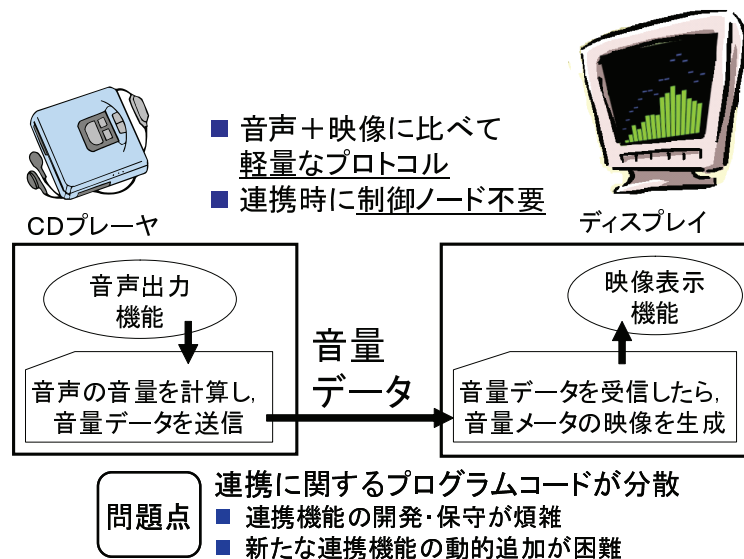 ■ 音声＋映像に比べて
軽量なプロトコル
■ 連携時に制御ノード不要
CDプレーヤ
ディスプレイ
音声出力
機能
音声の音量を計算し,
音量データを送信
音量
データ
映像表示
機能
音量データを受信したら,
音量メータの映像を生成
問題点
連携に関するプログラムコードが分散
■ 連携機能の開発･保守が煩雑
■ 新たな連携機能の動的追加が困難